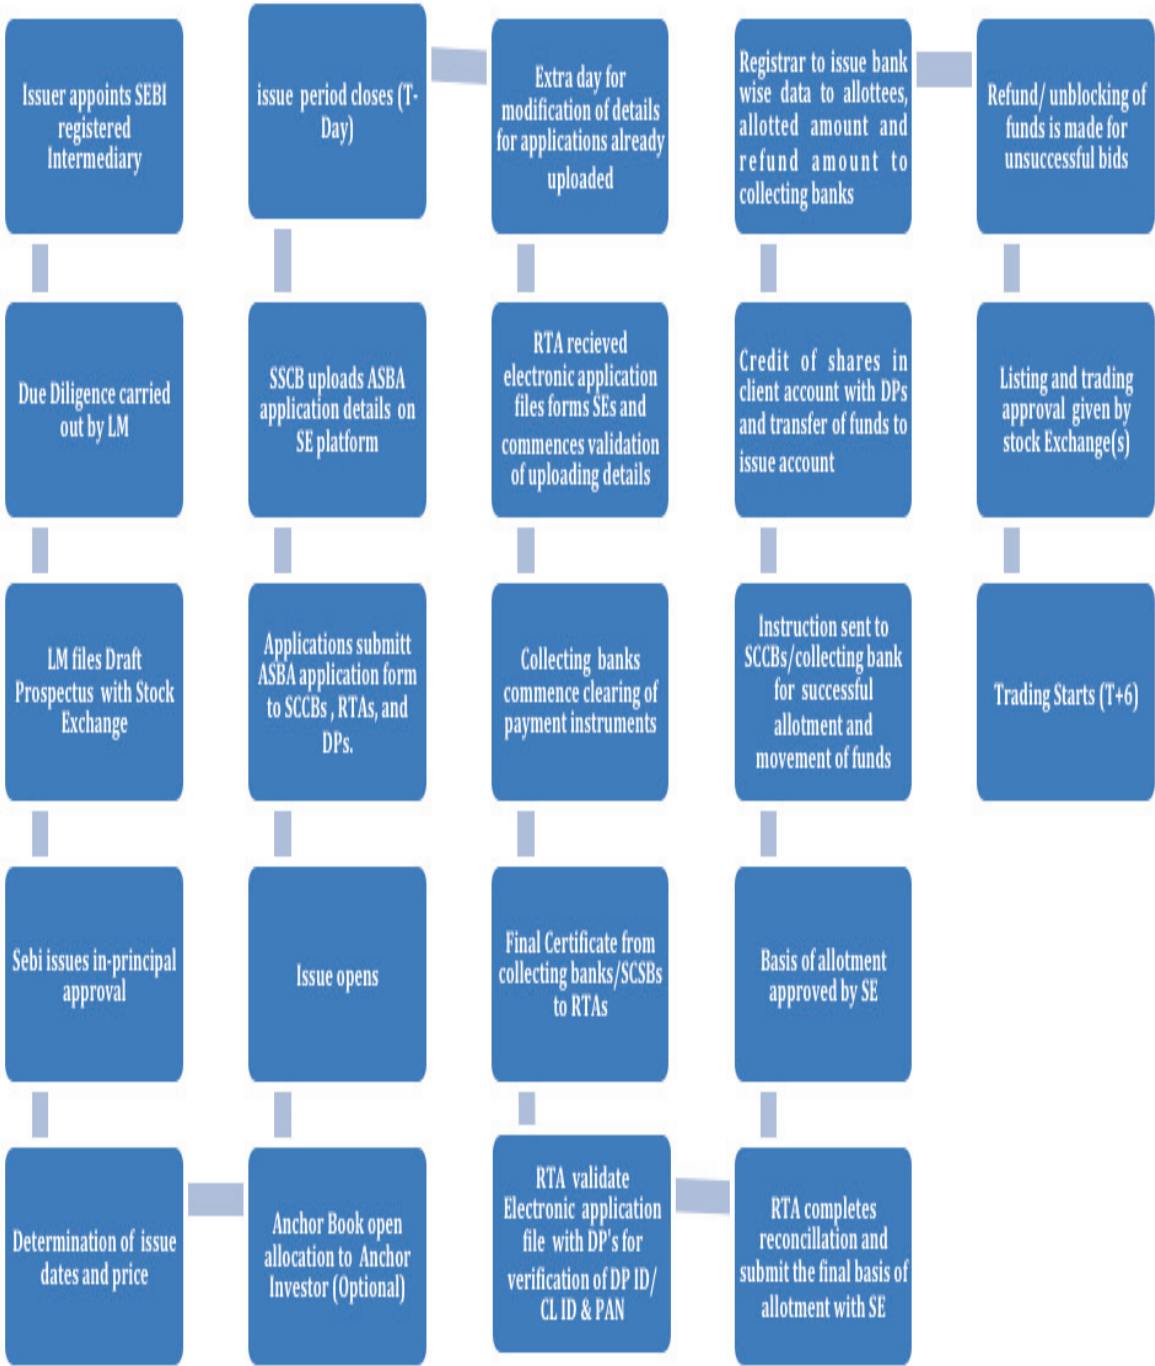 Issuer appoints SEBI
registered
Intermediary
Due Diligence carried
out by LM
LM files Draft
Prospectus with Stock
Exchange
Sebi issues in-principal
approval
Determination of issue
dates and price
Anchor Book open
allocation to Anchor
Investor (Optional)
Issue opens
Applications submitt
ASBA application form
to SCCBs , RTAs, and
DPs.
SSCB uploads ASBA
application details on
SE platform
issue period closes (T-
Day)
Extra day for
modification of details
for applications already
uploaded
RTA recieved
electronic application
files forms SEs and
commences validation
of uploading details
Collecting banks
commence clearing of
payment instruments
Final Certificate from
collecting banks/SCSBs
to RTAs
RTA validate
Electronic application
file with DP's for
verification of DP ID/
CL ID & PAN
RTA completes
reconcillation and
submit the final basis of
allotment with SE
Basis of allotment
approved by SE
Instruction sent to
SCCBs/collecting bank
for successful
allotment and
movement of funds
Credit of shares in
client account with DPs
and transfer of funds to
issue account
Registrar to issue bank
wise data to allottees,
allotted amount and
refund amount to
collecting banks
Refund/ unblocking of
funds is made for
unsuccessful bids
Listing and trading
approval given by
stock Exchange(s)
Trading Starts (T+6)